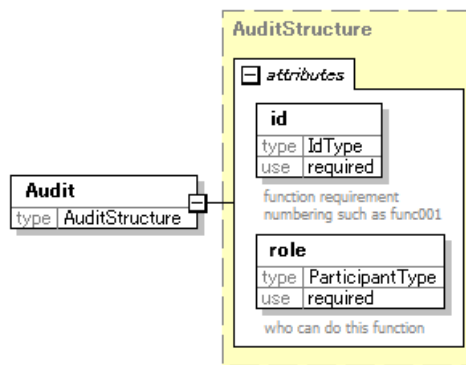 AuditStructure
attributes
id
type IdType
use required
function requirement
numbering such as func001
Audit
type AuditStructure
role
type ParticipantType
use required
who can do this function